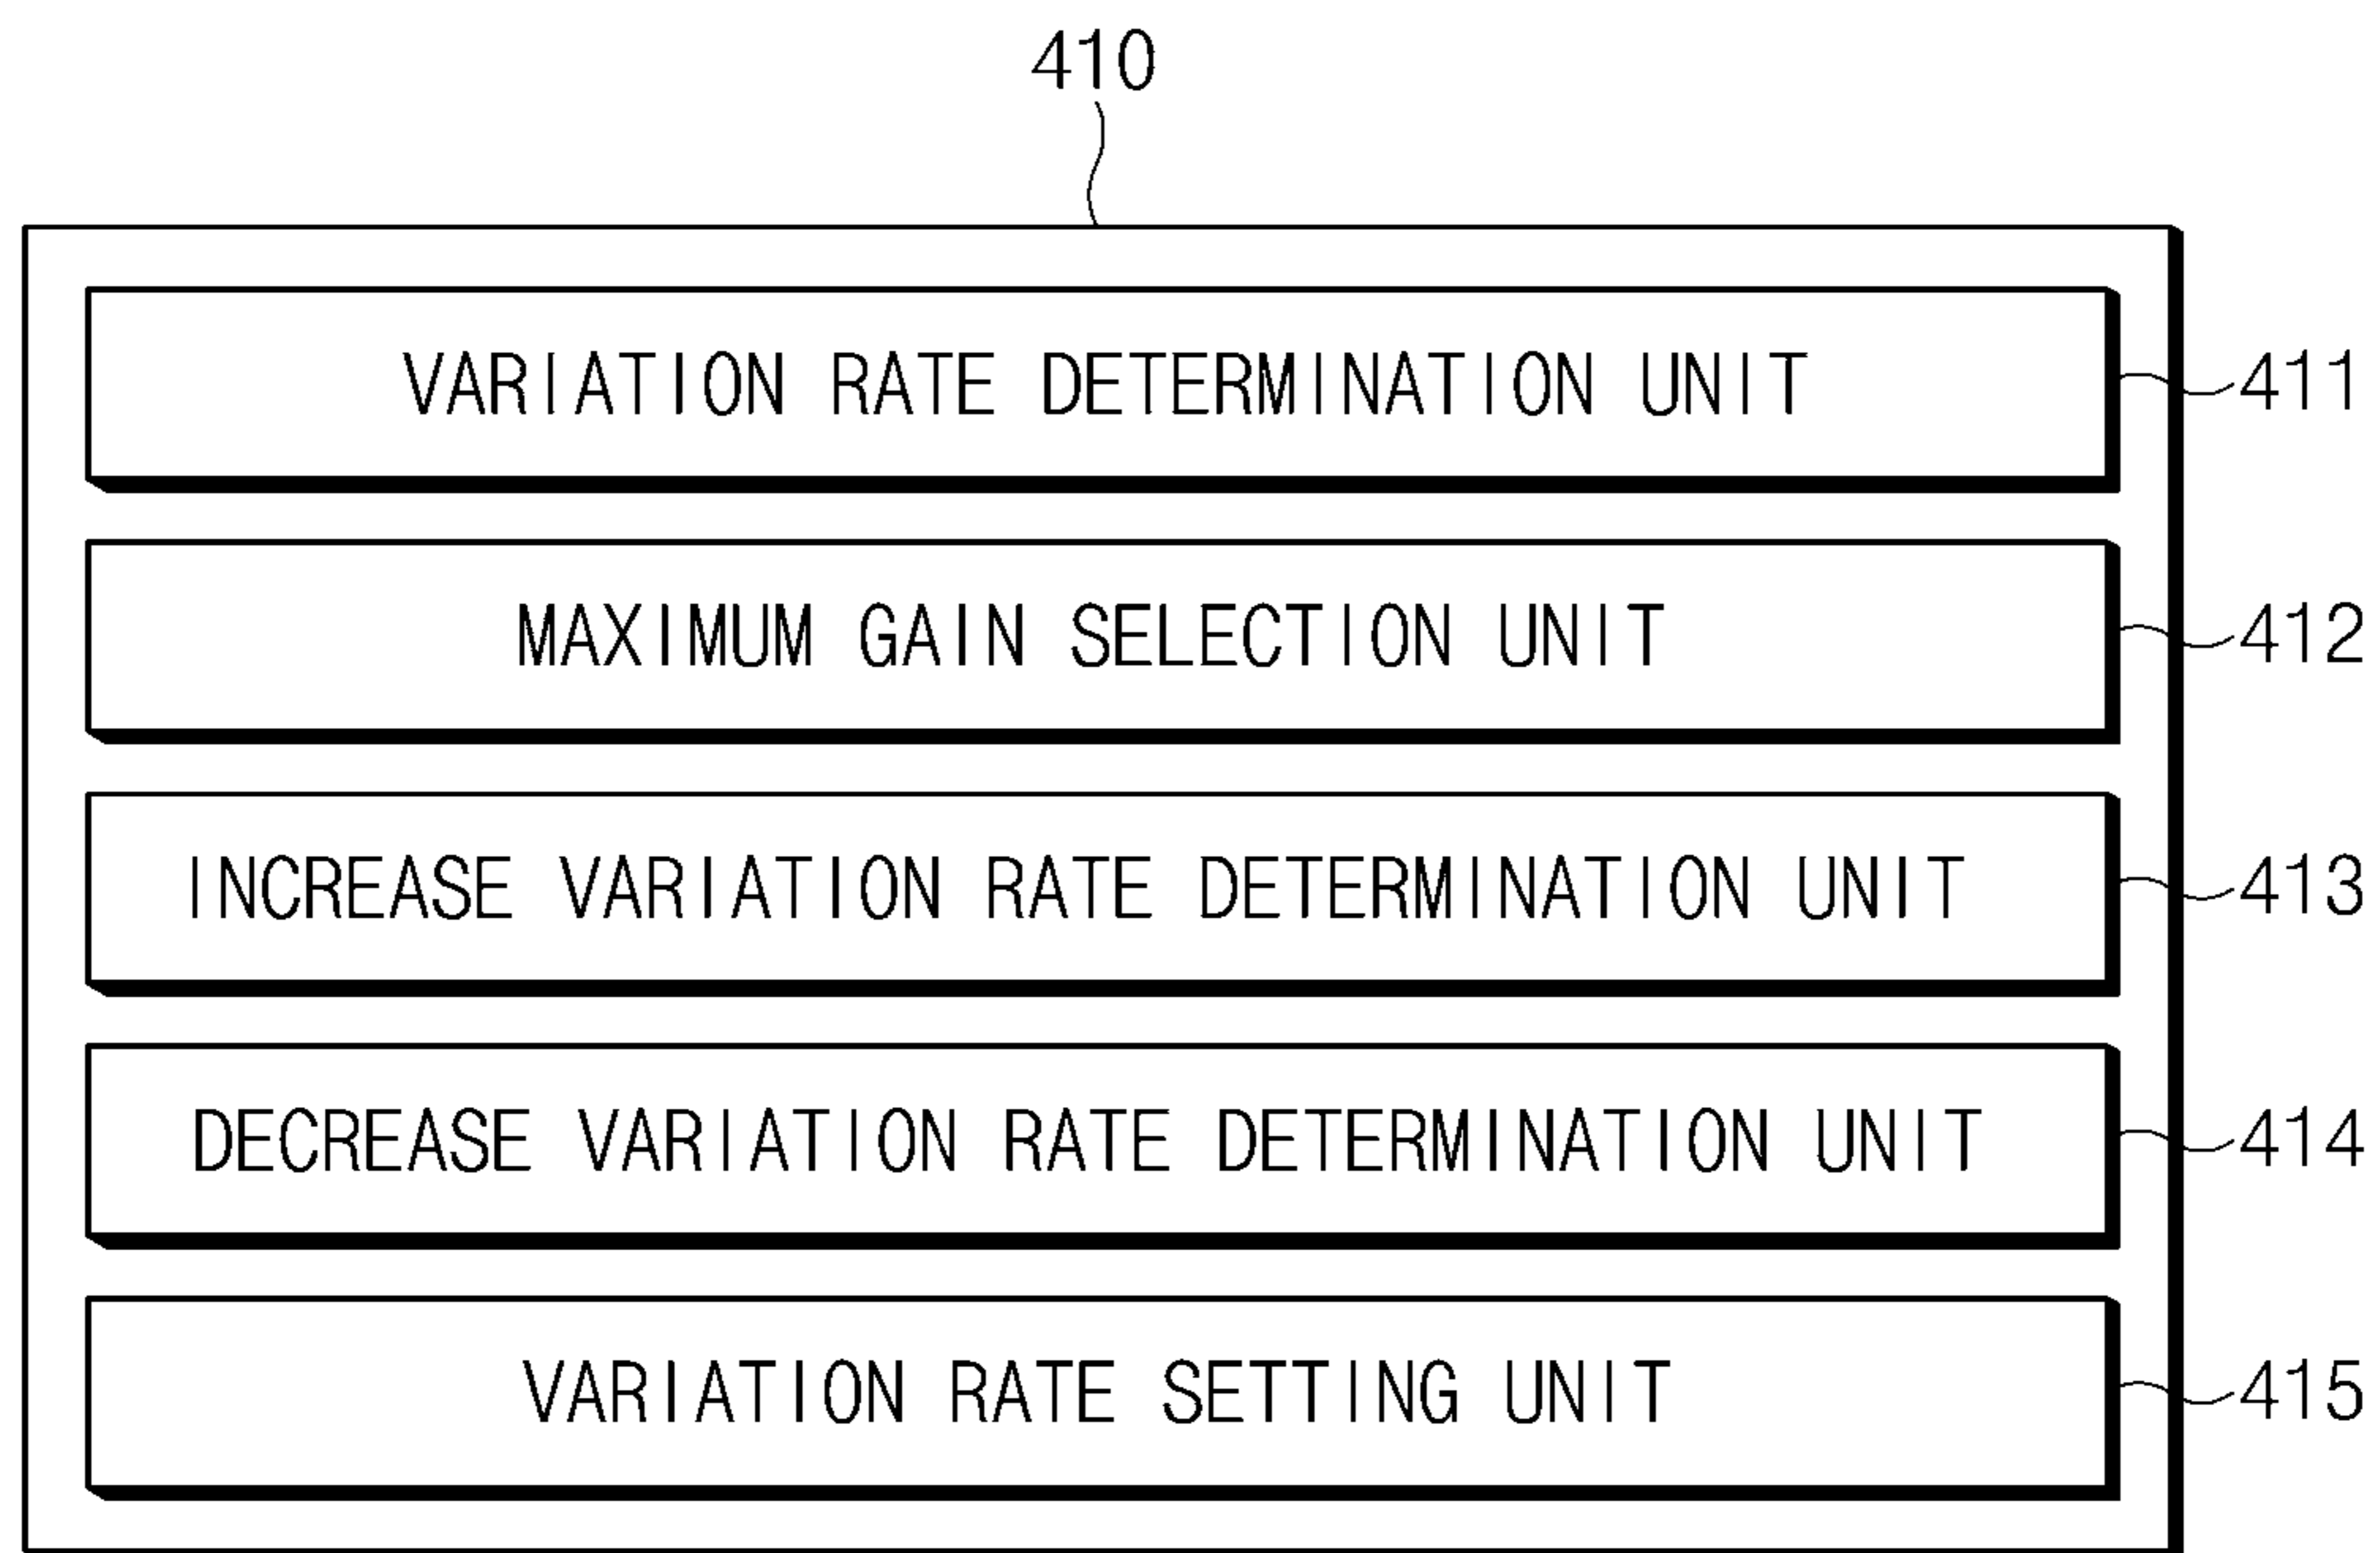 410
VARIATION RATE DETERMINATION UNIT 411
MAXIMUM GAIN SELECTION UNIT 412
INCREASE VARIATION RATE DETERMINATION UNIT 413
DECREASE VARIATION RATE DETERMINATION UNIT 414
VARIATION RATE SETTING UNIT 415